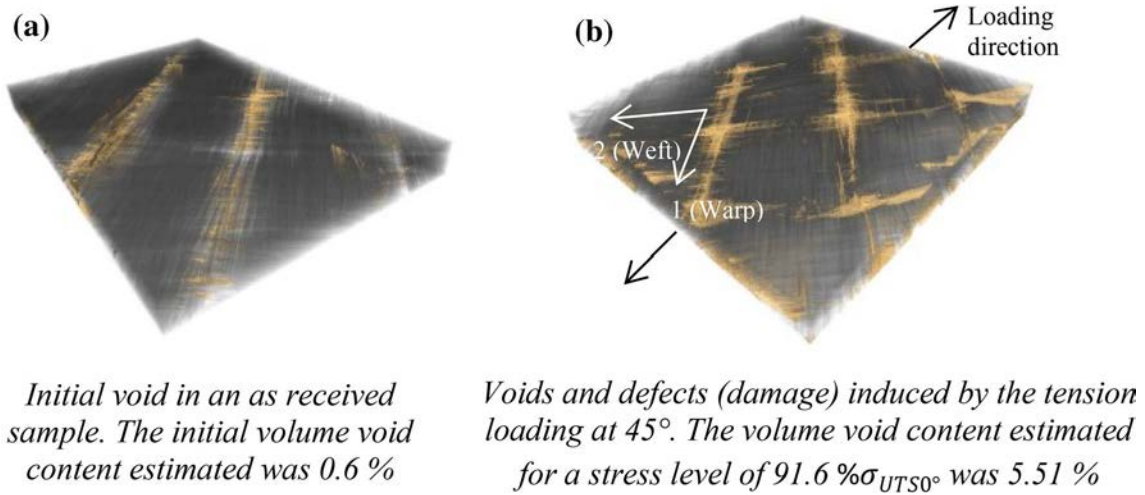 (a)
(b)
Loading
direction
2 (Weft)
1 (Warp)
Initial void in an as received
sample. The initial volume void
content estimated was 0.6 %
Voids and defects (damage) induced by the tension
loading at 45°. The volume void content estimated
for a stress level of 91.6 %σUTS0° was 5.51 %